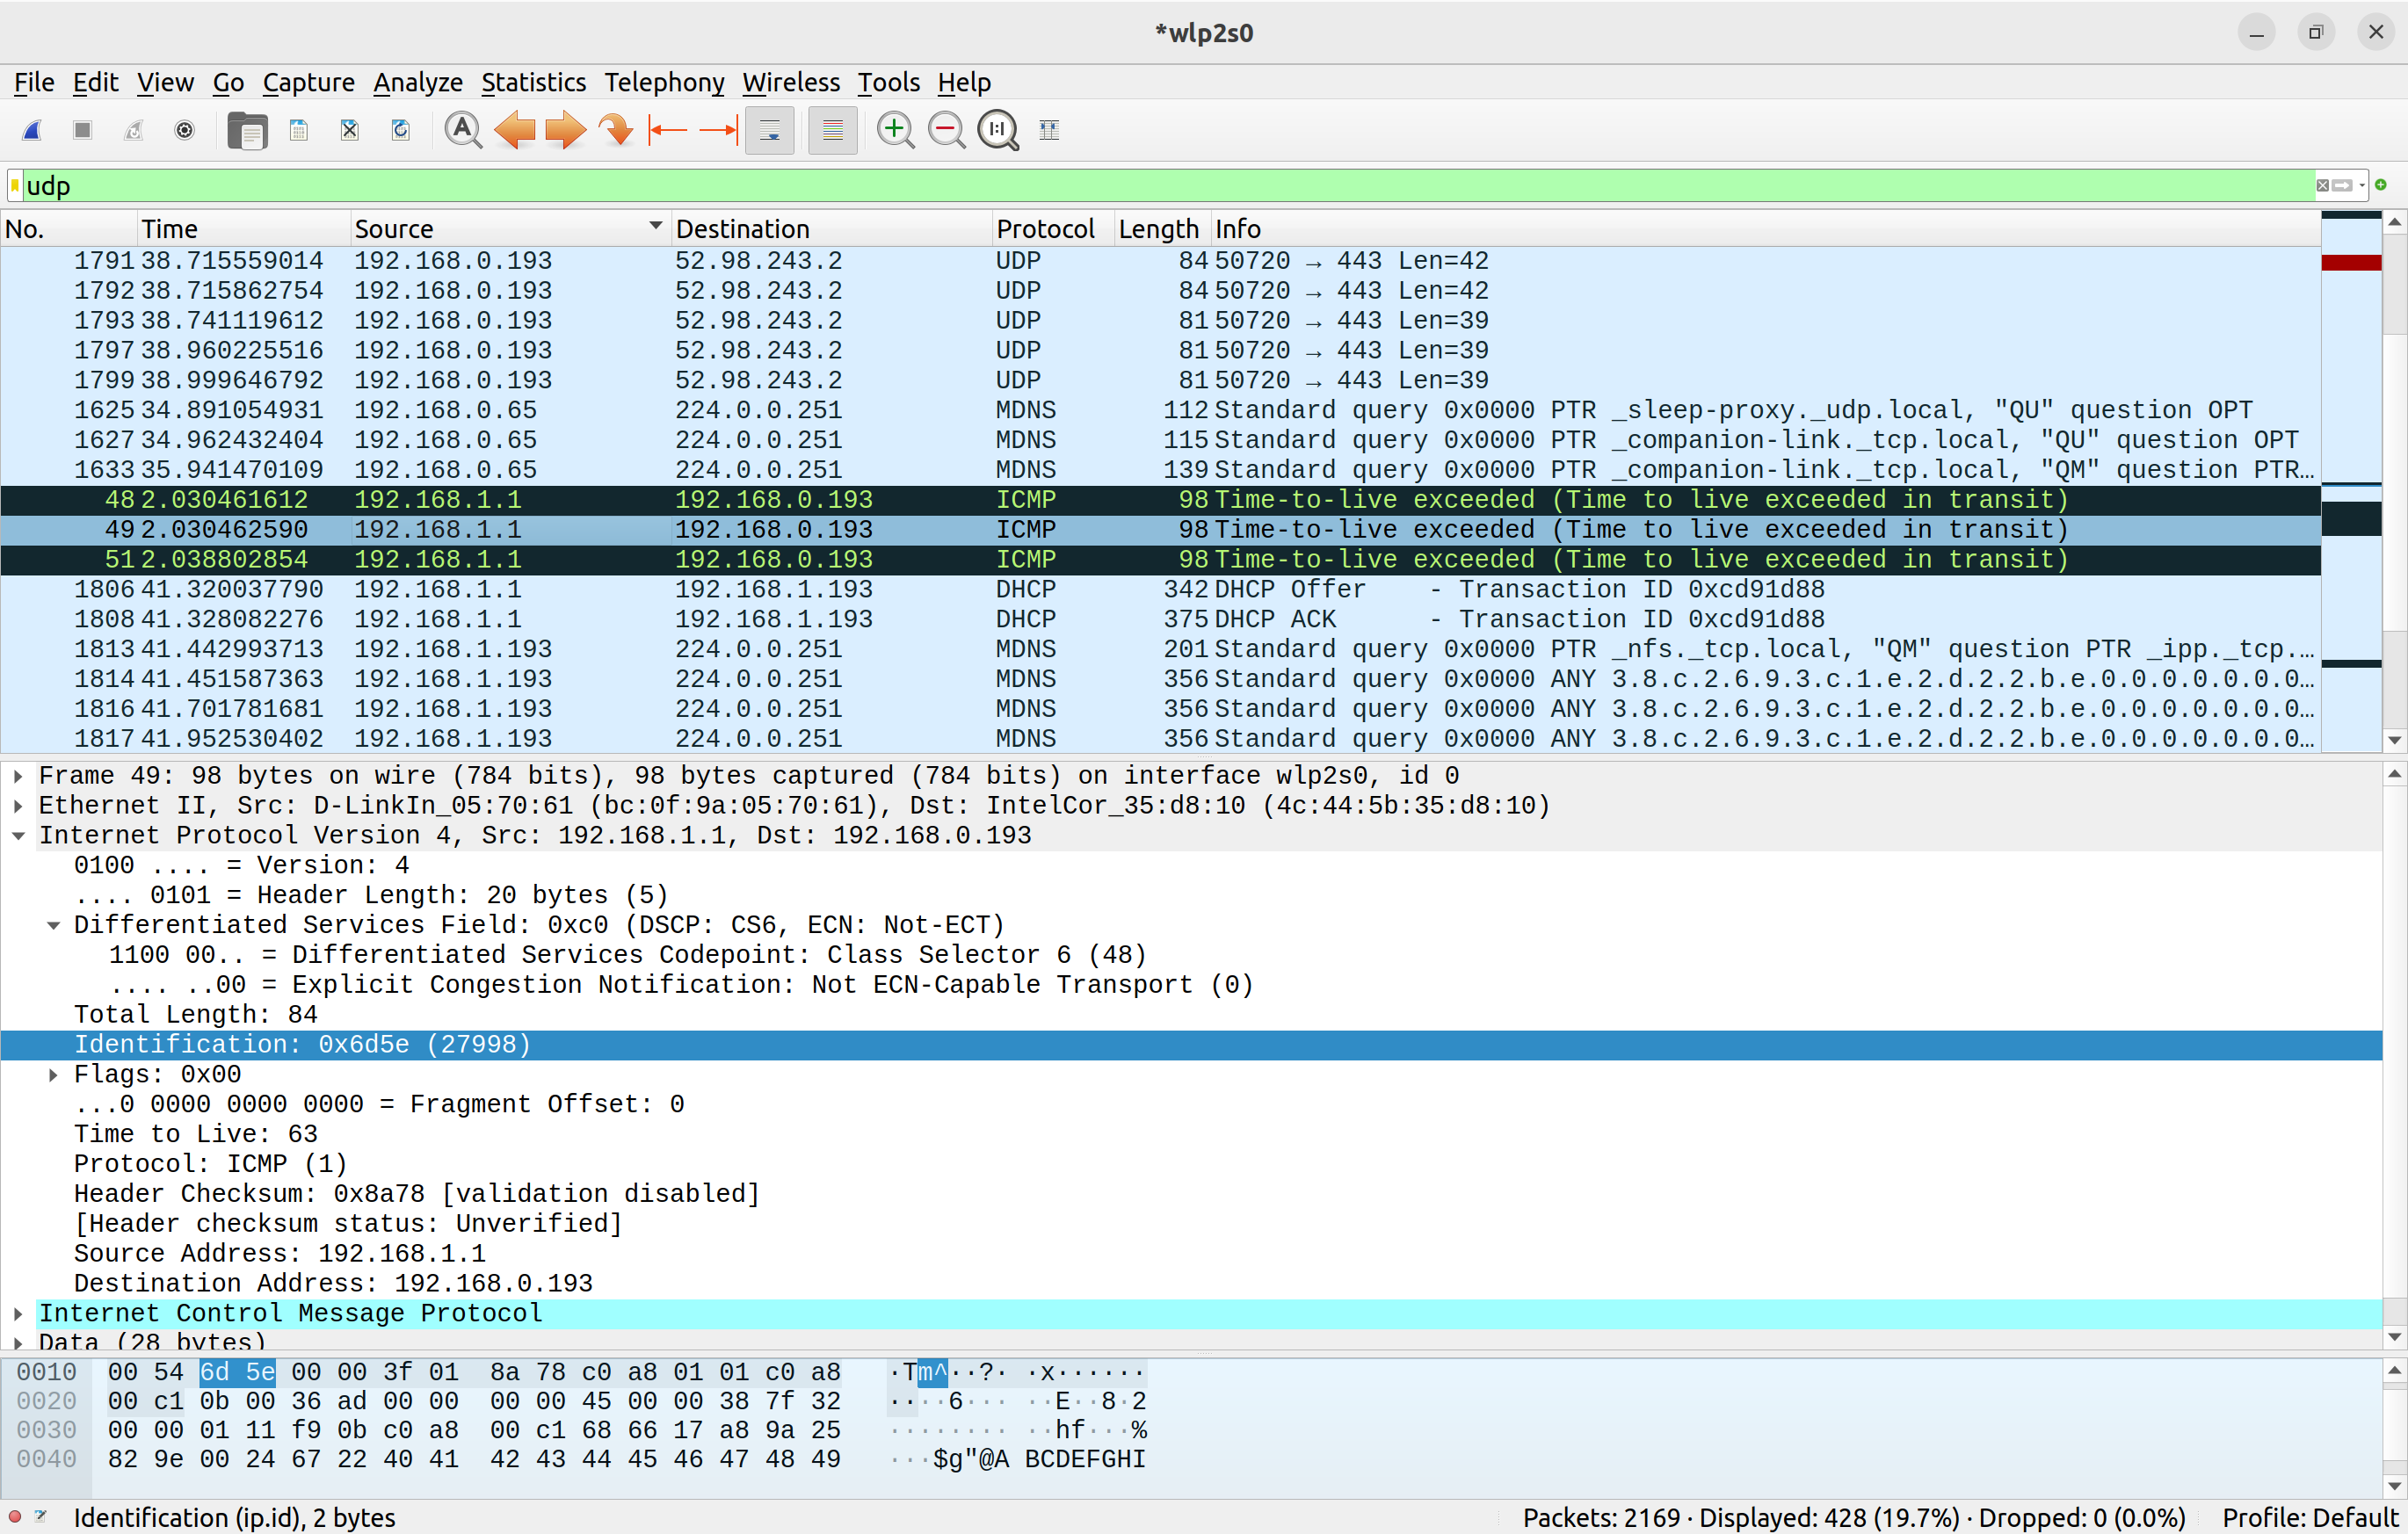 *wlp2s0
File Edit View Go Capture Analyze Statistics Telephony Wireless Tools Help
udp
No. Time Source Destination Protocol Length Info
1791 38.715559014 192.168.0.193 52.98.243.2 UDP 84 50720 → 443 Len=42
1792 38.715862754 192.168.0.193 52.98.243.2 UDP 84 50720 → 443 Len=42
1793 38.741119612 192.168.0.193 52.98.243.2 UDP 81 50720 → 443 Len=39
1797 38.960225516 192.168.0.193 52.98.243.2 UDP 81 50720 → 443 Len=39
1799 38.999646792 192.168.0.193 52.98.243.2 UDP 81 50720 → 443 Len=39
1625 34.891054931 192.168.0.65 224.0.0.251 MDNS 112 Standard query 0x0000 PTR _sleep-proxy._udp.local, "QU" question OPT
1627 34.962432404 192.168.0.65 224.0.0.251 MDNS 115 Standard query 0x0000 PTR _companion-link._tcp.local, "QU" question OPT
1633 35.941470109 192.168.0.65 224.0.0.251 MDNS 139 Standard query 0x0000 PTR _companion-link._tcp.local, "QM" question PTR…
48 2.030461612 192.168.1.1 192.168.0.193 ICMP 98 Time-to-live exceeded (Time to live exceeded in transit)
49 2.030462590 192.168.1.1 192.168.0.193 ICMP 98 Time-to-live exceeded (Time to live exceeded in transit)
51 2.038802854 192.168.1.1 192.168.0.193 ICMP 98 Time-to-live exceeded (Time to live exceeded in transit)
1806 41.320037790 192.168.1.1 192.168.1.193 DHCP 342 DHCP Offer - Transaction ID 0xcd91d88
1808 41.328082276 192.168.1.1 192.168.1.193 DHCP 375 DHCP ACK - Transaction ID 0xcd91d88
1813 41.442993713 192.168.1.193 224.0.0.251 MDNS 201 Standard query 0x0000 PTR _nfs._tcp.local, "QM" question PTR _ipp._tcp.…
1814 41.451587363 192.168.1.193 224.0.0.251 MDNS 356 Standard query 0x0000 ANY 3.8.c.2.6.9.3.c.1.e.2.d.2.2.b.e.0.0.0.0.0.0.0…
1816 41.701781681 192.168.1.193 224.0.0.251 MDNS 356 Standard query 0x0000 ANY 3.8.c.2.6.9.3.c.1.e.2.d.2.2.b.e.0.0.0.0.0.0.0…
1817 41.952530402 192.168.1.193 224.0.0.251 MDNS 356 Standard query 0x0000 ANY 3.8.c.2.6.9.3.c.1.e.2.d.2.2.b.e.0.0.0.0.0.0.0…
Frame 49: 98 bytes on wire (784 bits), 98 bytes captured (784 bits) on interface wlp2s0, id 0
Ethernet II, Src: D-LinkIn_05:70:61 (bc:0f:9a:05:70:61), Dst: IntelCor_35:d8:10 (4c:44:5b:35:d8:10)
Internet Protocol Version 4, Src: 192.168.1.1, Dst: 192.168.0.193
0100 .... = Version: 4
.... 0101 = Header Length: 20 bytes (5)
Differentiated Services Field: 0xc0 (DSCP: CS6, ECN: Not-ECT)
1100 00.. = Differentiated Services Codepoint: Class Selector 6 (48)
.... ..00 = Explicit Congestion Notification: Not ECN-Capable Transport (0)
Total Length: 84
Identification: 0x6d5e (27998)
Flags: 0x00
...0 0000 0000 0000 = Fragment Offset: 0
Time to Live: 63
Protocol: ICMP (1)
Header Checksum: 0x8a78 [validation disabled]
[Header checksum status: Unverified]
Source Address: 192.168.1.1
Destination Address: 192.168.0.193
Internet Control Message Protocol
Data (28 bytes)
0010 00 54 6d 5e 00 00 3f 01 8a 78 c0 a8 01 01 c0 a8 ·Tm^··?· ·x······
0020 00 c1 0b 00 36 ad 00 00 00 00 45 00 00 38 7f 32 ····6··· ··E··8·2
0030 00 00 01 11 f9 0b c0 a8 00 c1 68 66 17 a8 9a 25 ········ ··hf···%
0040 82 9e 00 24 67 22 40 41 42 43 44 45 46 47 48 49 ···$g"@A BCDEFGHI
Identification (ip.id), 2 bytes Packets: 2169 · Displayed: 428 (19.7%) · Dropped: 0 (0.0%) Profile: Default